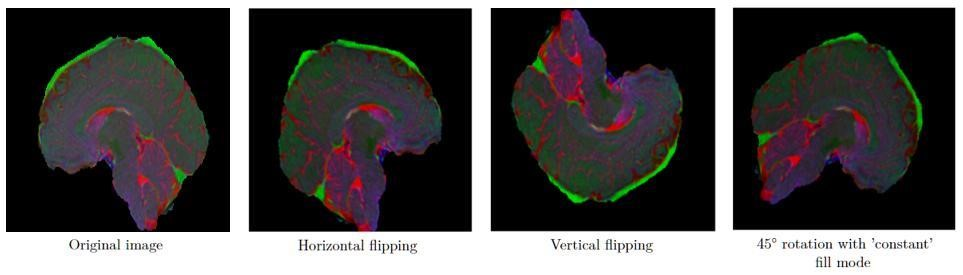 Original image
Horizontal flipping
Vertical flipping
45° rotation with 'constant'
fill mode